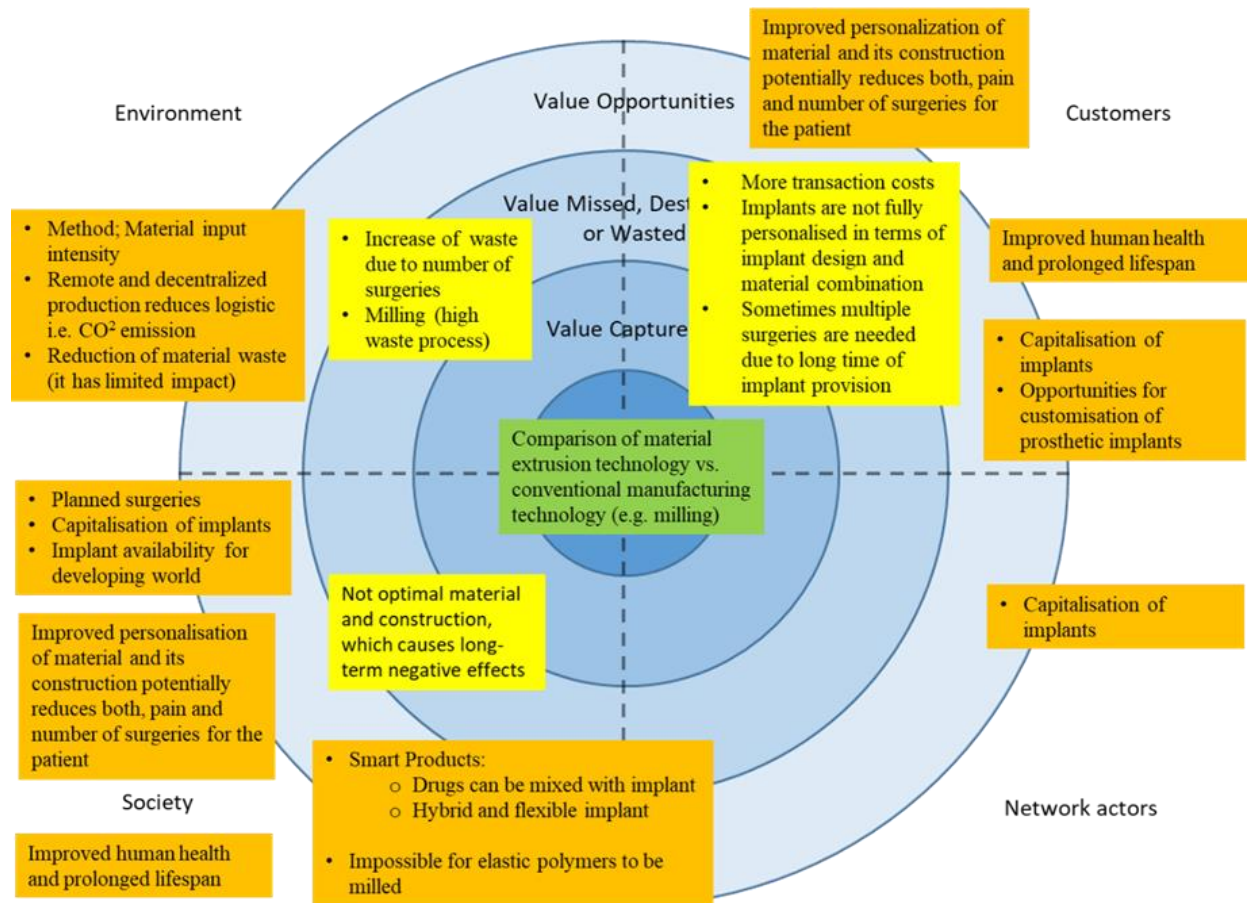 Improved personalization of
material and its construction
potentially reduces both, pain
and number of surgeries for
the patient
Environment
Value Opportunities
Customers
• More transaction costs
• Implants are not fully
personalised in terms of
implant design and
material combination
• Sometimes multiple
surgeries are needed
due to long time of
implant provision
Value Missed, Dest
or Wasted
• Method; Material input
intensity
• Remote and decentralized
production reduces logistic
i.e. CO² emission
• Reduction of material waste
(it has limited impact)
• Increase of waste
due to number of
surgeries
• Milling (high
waste process)
Improved human health
and prolonged lifespan
Value Capture
• Capitalisation of
implants
• Opportunities for
customisation of
prosthetic implants
Comparison of material
extrusion technology vs.
conventional manufacturing
technology (e.g. milling)
• Planned surgeries
• Capitalisation of implants
• Implant availability for
developing world
Not optimal material
and construction,
which causes long-
term negative effects
• Capitalisation of
implants
Improved personalisation
of material and its
construction potentially
reduces both, pain and
number of surgeries for the
patient
• Smart Products:
o Drugs can be mixed with implant
o Hybrid and flexible implant
• Impossible for elastic polymers to be
milled
Society
Network actors
Improved human health
and prolonged lifespan